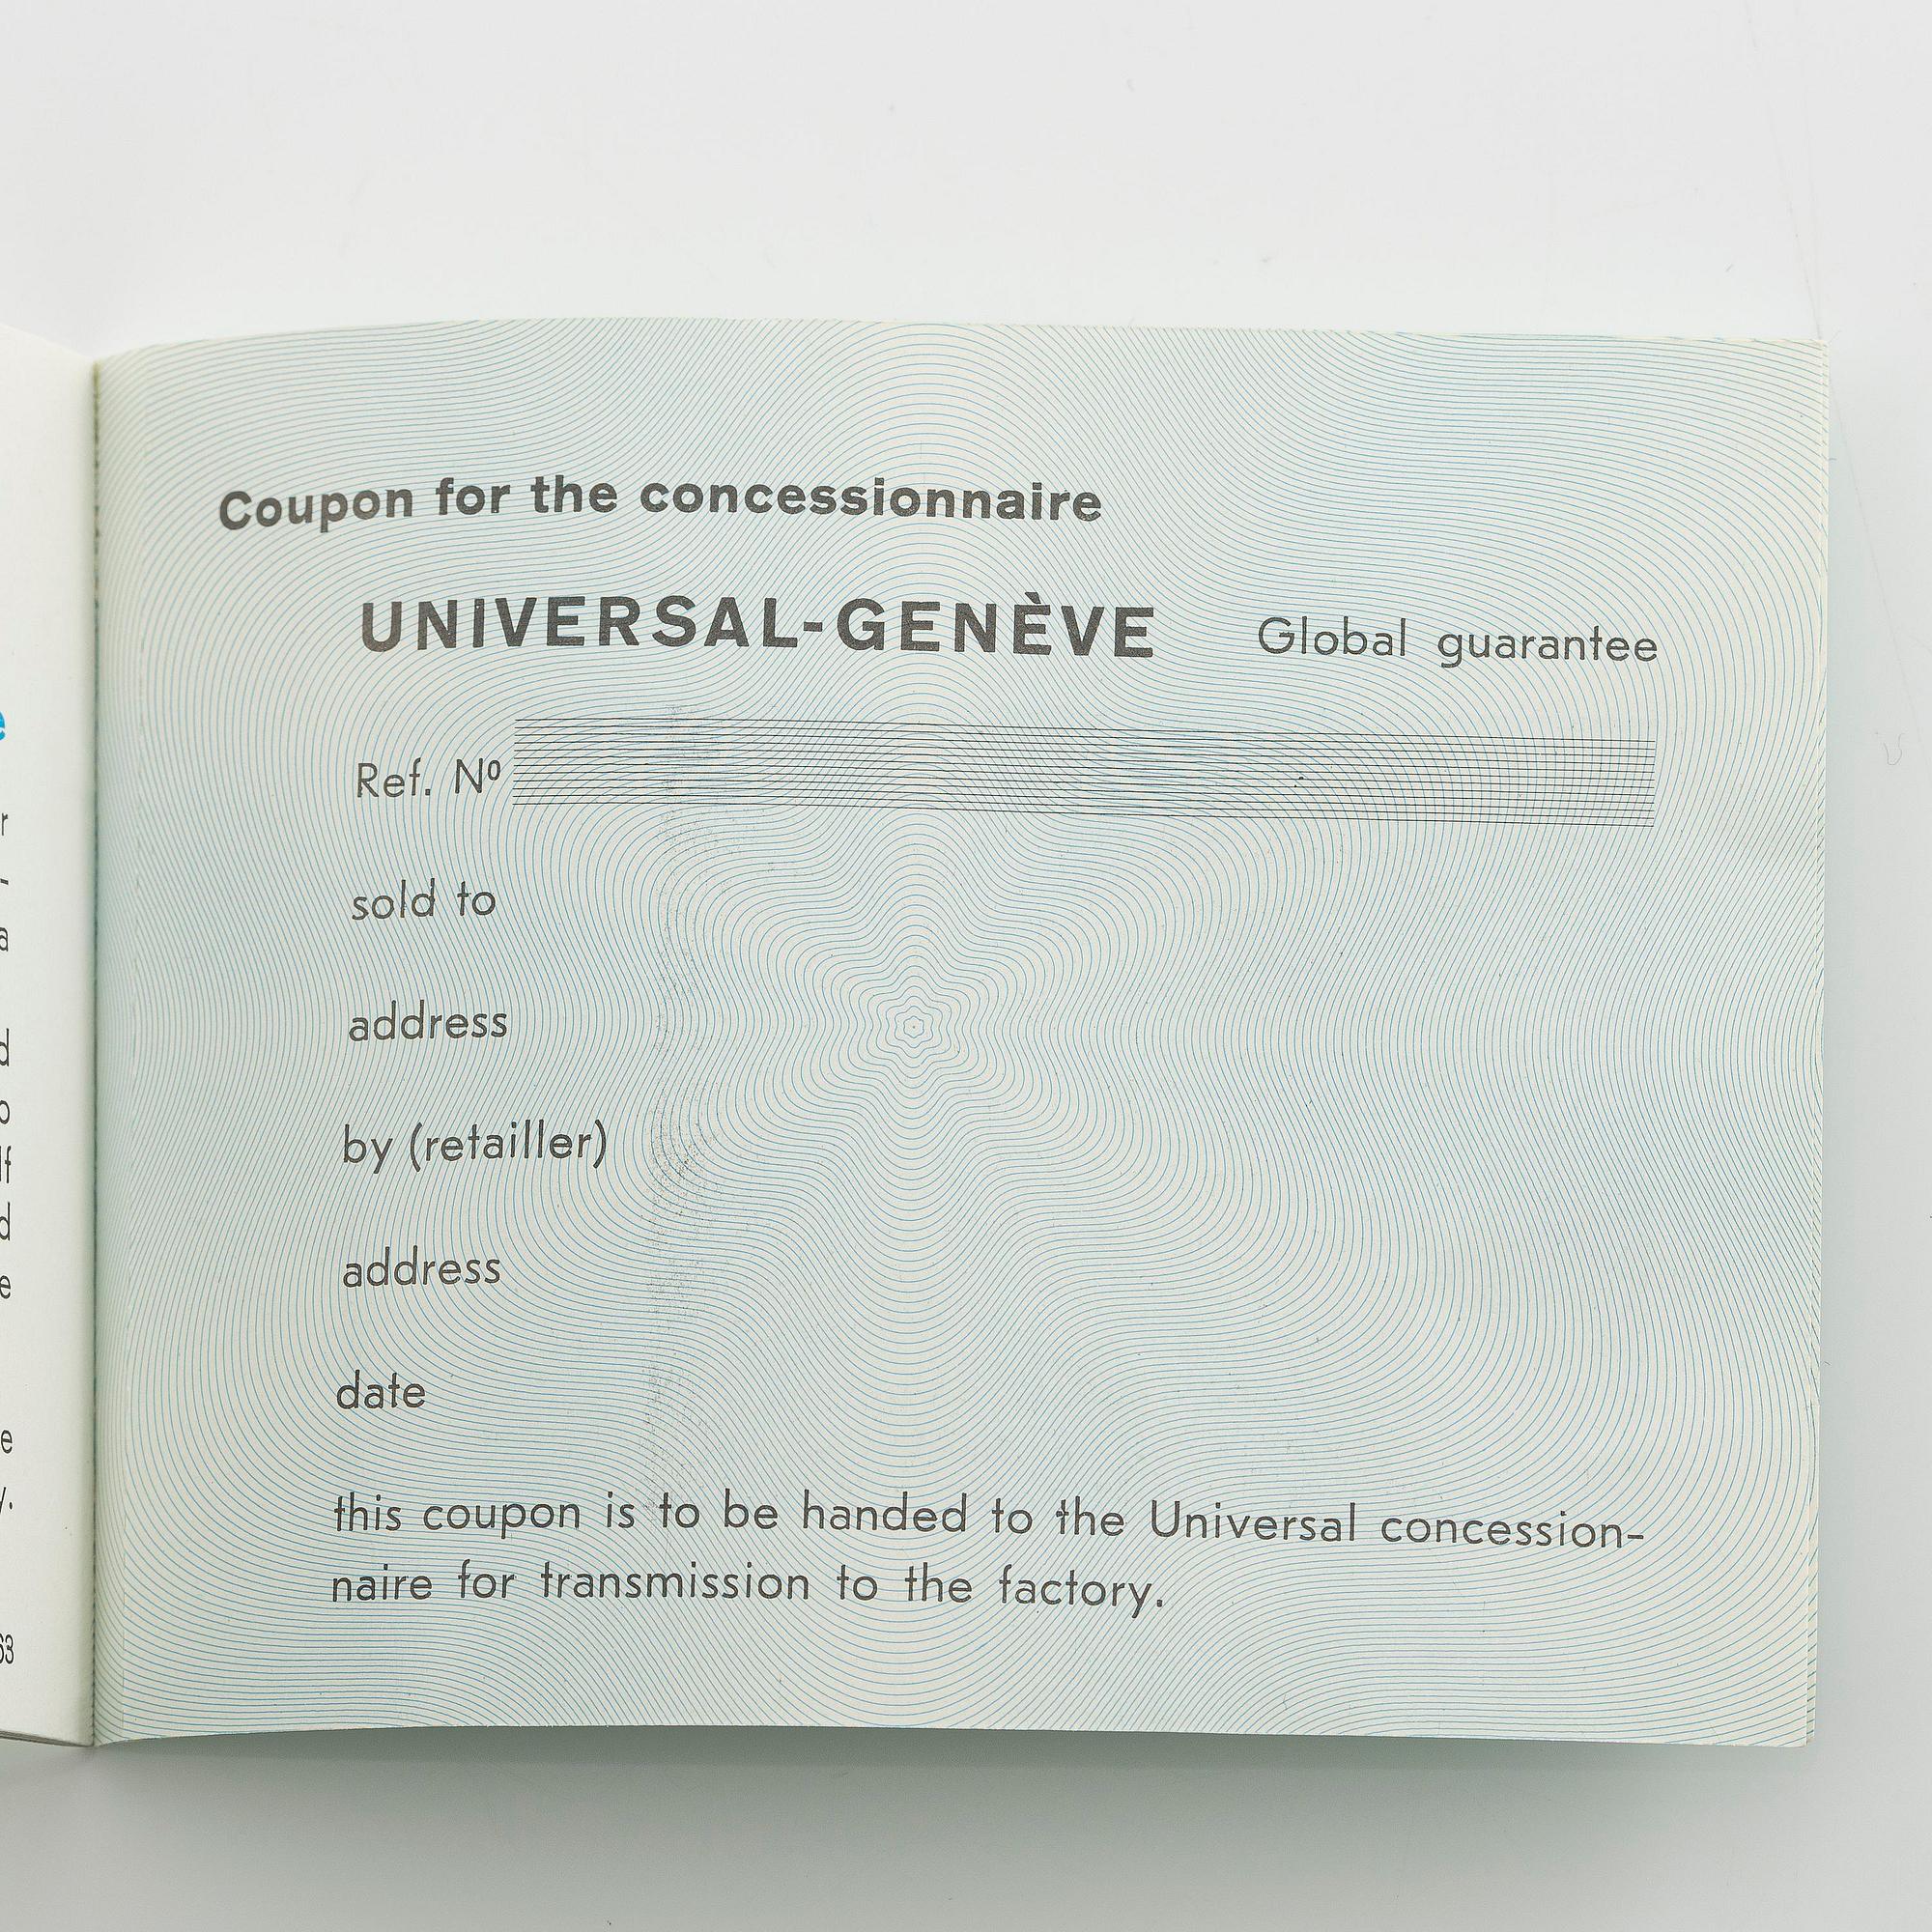 Coupon for the concessionnaire
UNIVERSAL-GENÈVE Global guarantee
Ref. Nº
sold to
address
by (retailler)
address
date
this coupon is to be handed to the Universal concession-
naire for transmission to the factory.